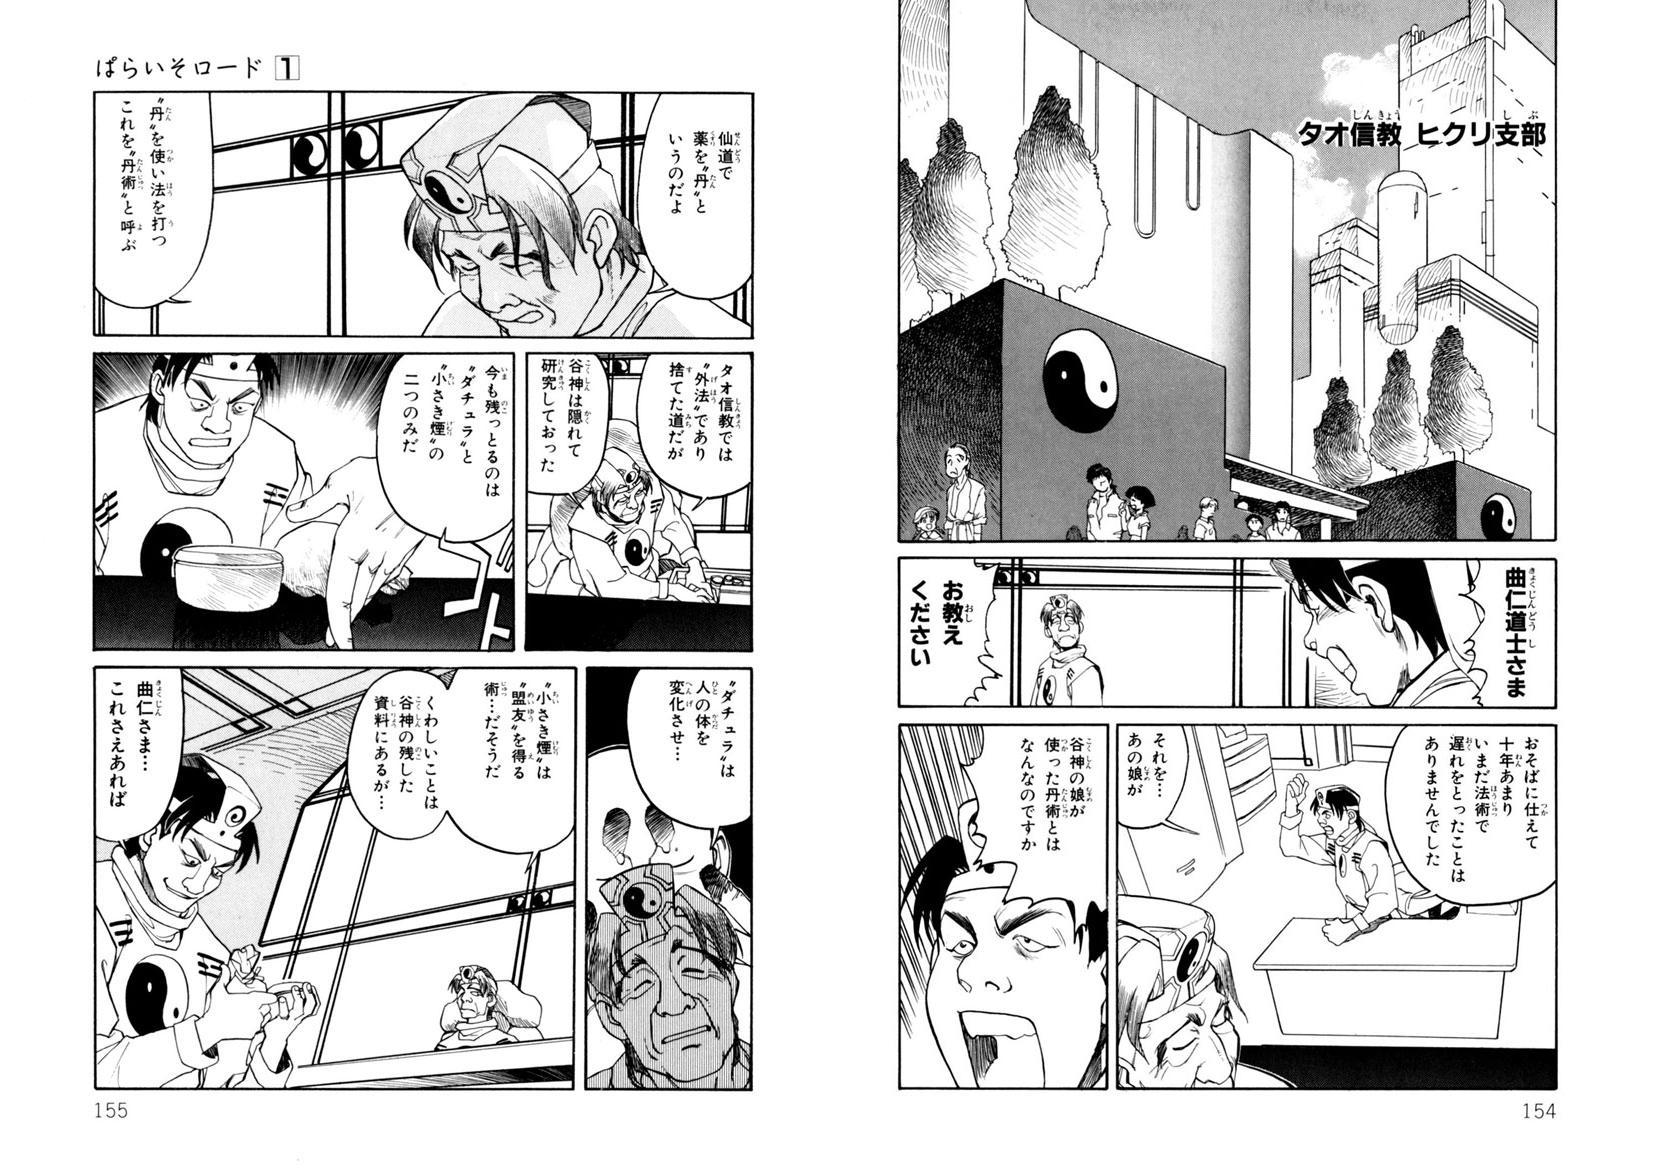 タオ信教 ヒクリ支部
曲仁道士さま
お教え
ください
おそばに仕えて
十年あまり
いまだ法術で
遅れをとったことは
ありませんでした
それを…
あの娘が
谷神の娘が
使った丹術とは
なんなのですか
154
ぱらいそロード 1
仙道で
薬を〝丹〟と
いうのだよ
〝丹〟を使い法を打つ
これを〝丹術〟と呼ぶ
タオ信教では
〝外法〟であり
捨てた道だが
谷神は隠れて
研究しておった
今も残っとるのは
〝ダチュラ〟と
〝小さき煙〟の
二つのみだ
コト
〝ダチュラ〟は
人の体を
変化させ…
〝小さき煙〟は
〝盟友〟を得る
術…だそうだ
くわしいことは
谷神の残した
資料にあるが…
曲仁さま…
これさえあれば
155